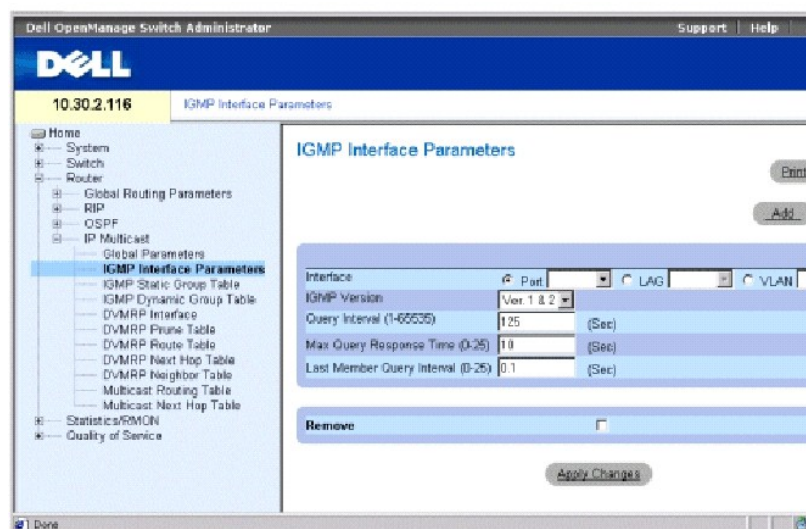 Dell OpenManage Switch Administrator
Support | Help
DELL
10.30.2.116
IGMP Interface Parameters
Home
System
Switch
Router
Global Routing Parameters
RIP
OSPF
IP Multicast
Global Parameters
IGMP Interface Parameters
IGMP Static Group Table
IGMP Dynamic Group Table
DVMRP Interface
DVMRP Prune Table
DVMRP Route Table
DVMRP Next Hop Table
DVMRP Neighbor Table
Multicast Routing Table
Multicast Next Hop Table
Statistics/RMON
Quality of Service
IGMP Interface Parameters
Print
Add
Interface Port LAG VLAN
IGMP Version Ver. 1 & 2
Query Interval (1-65535) 125 (Sec)
Max Query Response Time (0-25) 10 (Sec)
Last Member Query Interval (0-25) 0.1 (Sec)
Remove
Apply Changes
Done